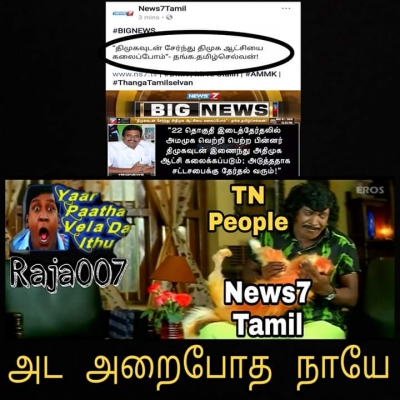 News7Tamil
3 mins
#BIGNEWS
"திமுகவுடன் சேர்ந்து திமுக ஆட்சியை
கலைப்போம்"- தங்க.தமிழ்செல்வன்!
#AMMK |
#ThangaTamilselvan
BIG NEWS
"22 தொகுதி இடைத்தேர்தலில்
அமமுக வெற்றி பெற்ற பின்னர்
திமுகவுடன் இணைந்து அதிமுக
ஆட்சி கலைக்கப்படும்; அடுத்ததாக
சட்டசபைக்கு தேர்தல் வரும்!"
EROS
Yaar
Paatha
Vela Da
Ithu
Raja007
TN
People
News7
Tamil
அட அறைபோத நாயே